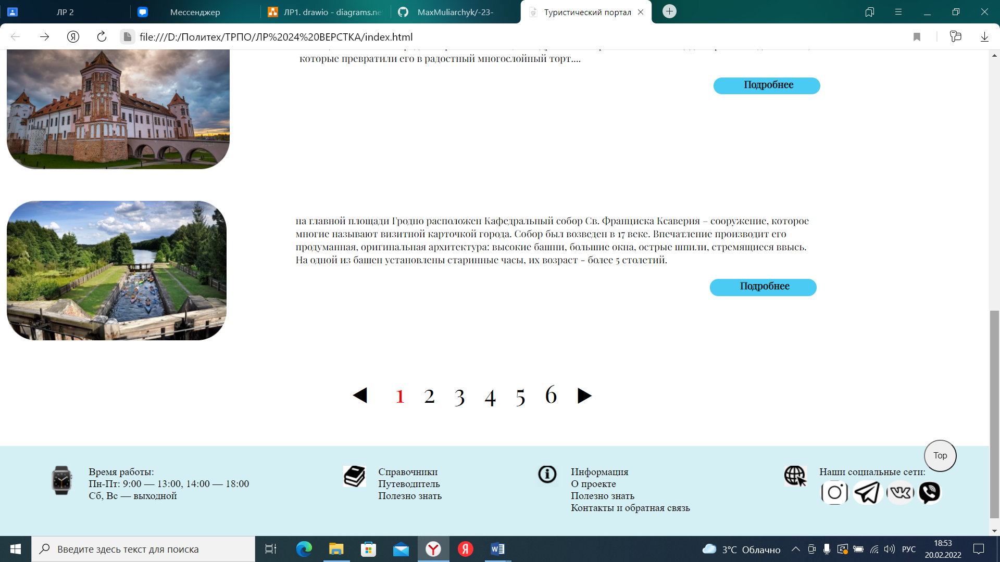 ЛР 2
Мессенджер
ЛР1. drawio - diagrams.ne
MaxMuliarchyk/-23-
Туристический портал
file:///D:/Политех/ТРПО/ЛР%2024%20ВЕРСТКА/index.html
которые превратили его в радостный многослойный торт....
Подробнее
на главной площади Гродно расположен Кафедральный собор Св. Франциска Ксаверия – сооружение, которое
многие называют визитной карточкой города. Собор был возведен в 17 веке. Впечатление производит его
продуманная, оригинальная архитектура: высокие башни, большие окна, острые шпили, стремящиеся ввысь.
На одной из башен установлены старинные часы, их возраст - более 5 столетий.
Подробнее
1 2 3 4 5 6
Top
Время работы:
Пн-Пт: 9:00 — 13:00, 14:00 — 18:00
Сб, Вс — выходной
Справочники
Путеводитель
Полезно знать
Информация
О проекте
Полезно знать
Контакты и обратная связь
Наши социальные сети:
Введите здесь текст для поиска
3°C Облачно
РУС
18:53
20.02.2022